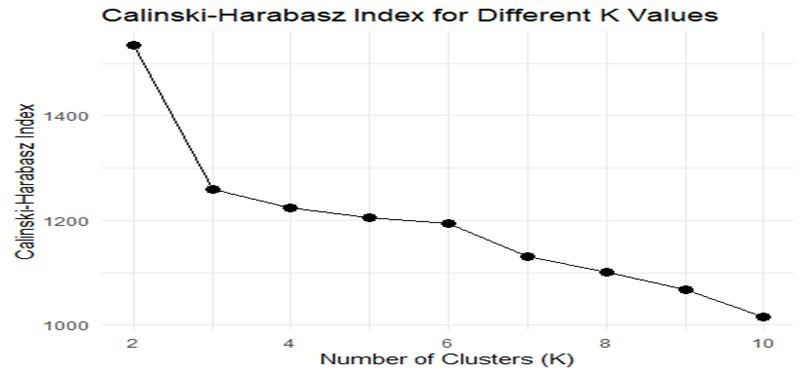 Calinski-Harabasz Index for Different K Values
Calinski-Harabasz Index
1400
1200
1000
2 4 6 8 10
Number of Clusters (K)